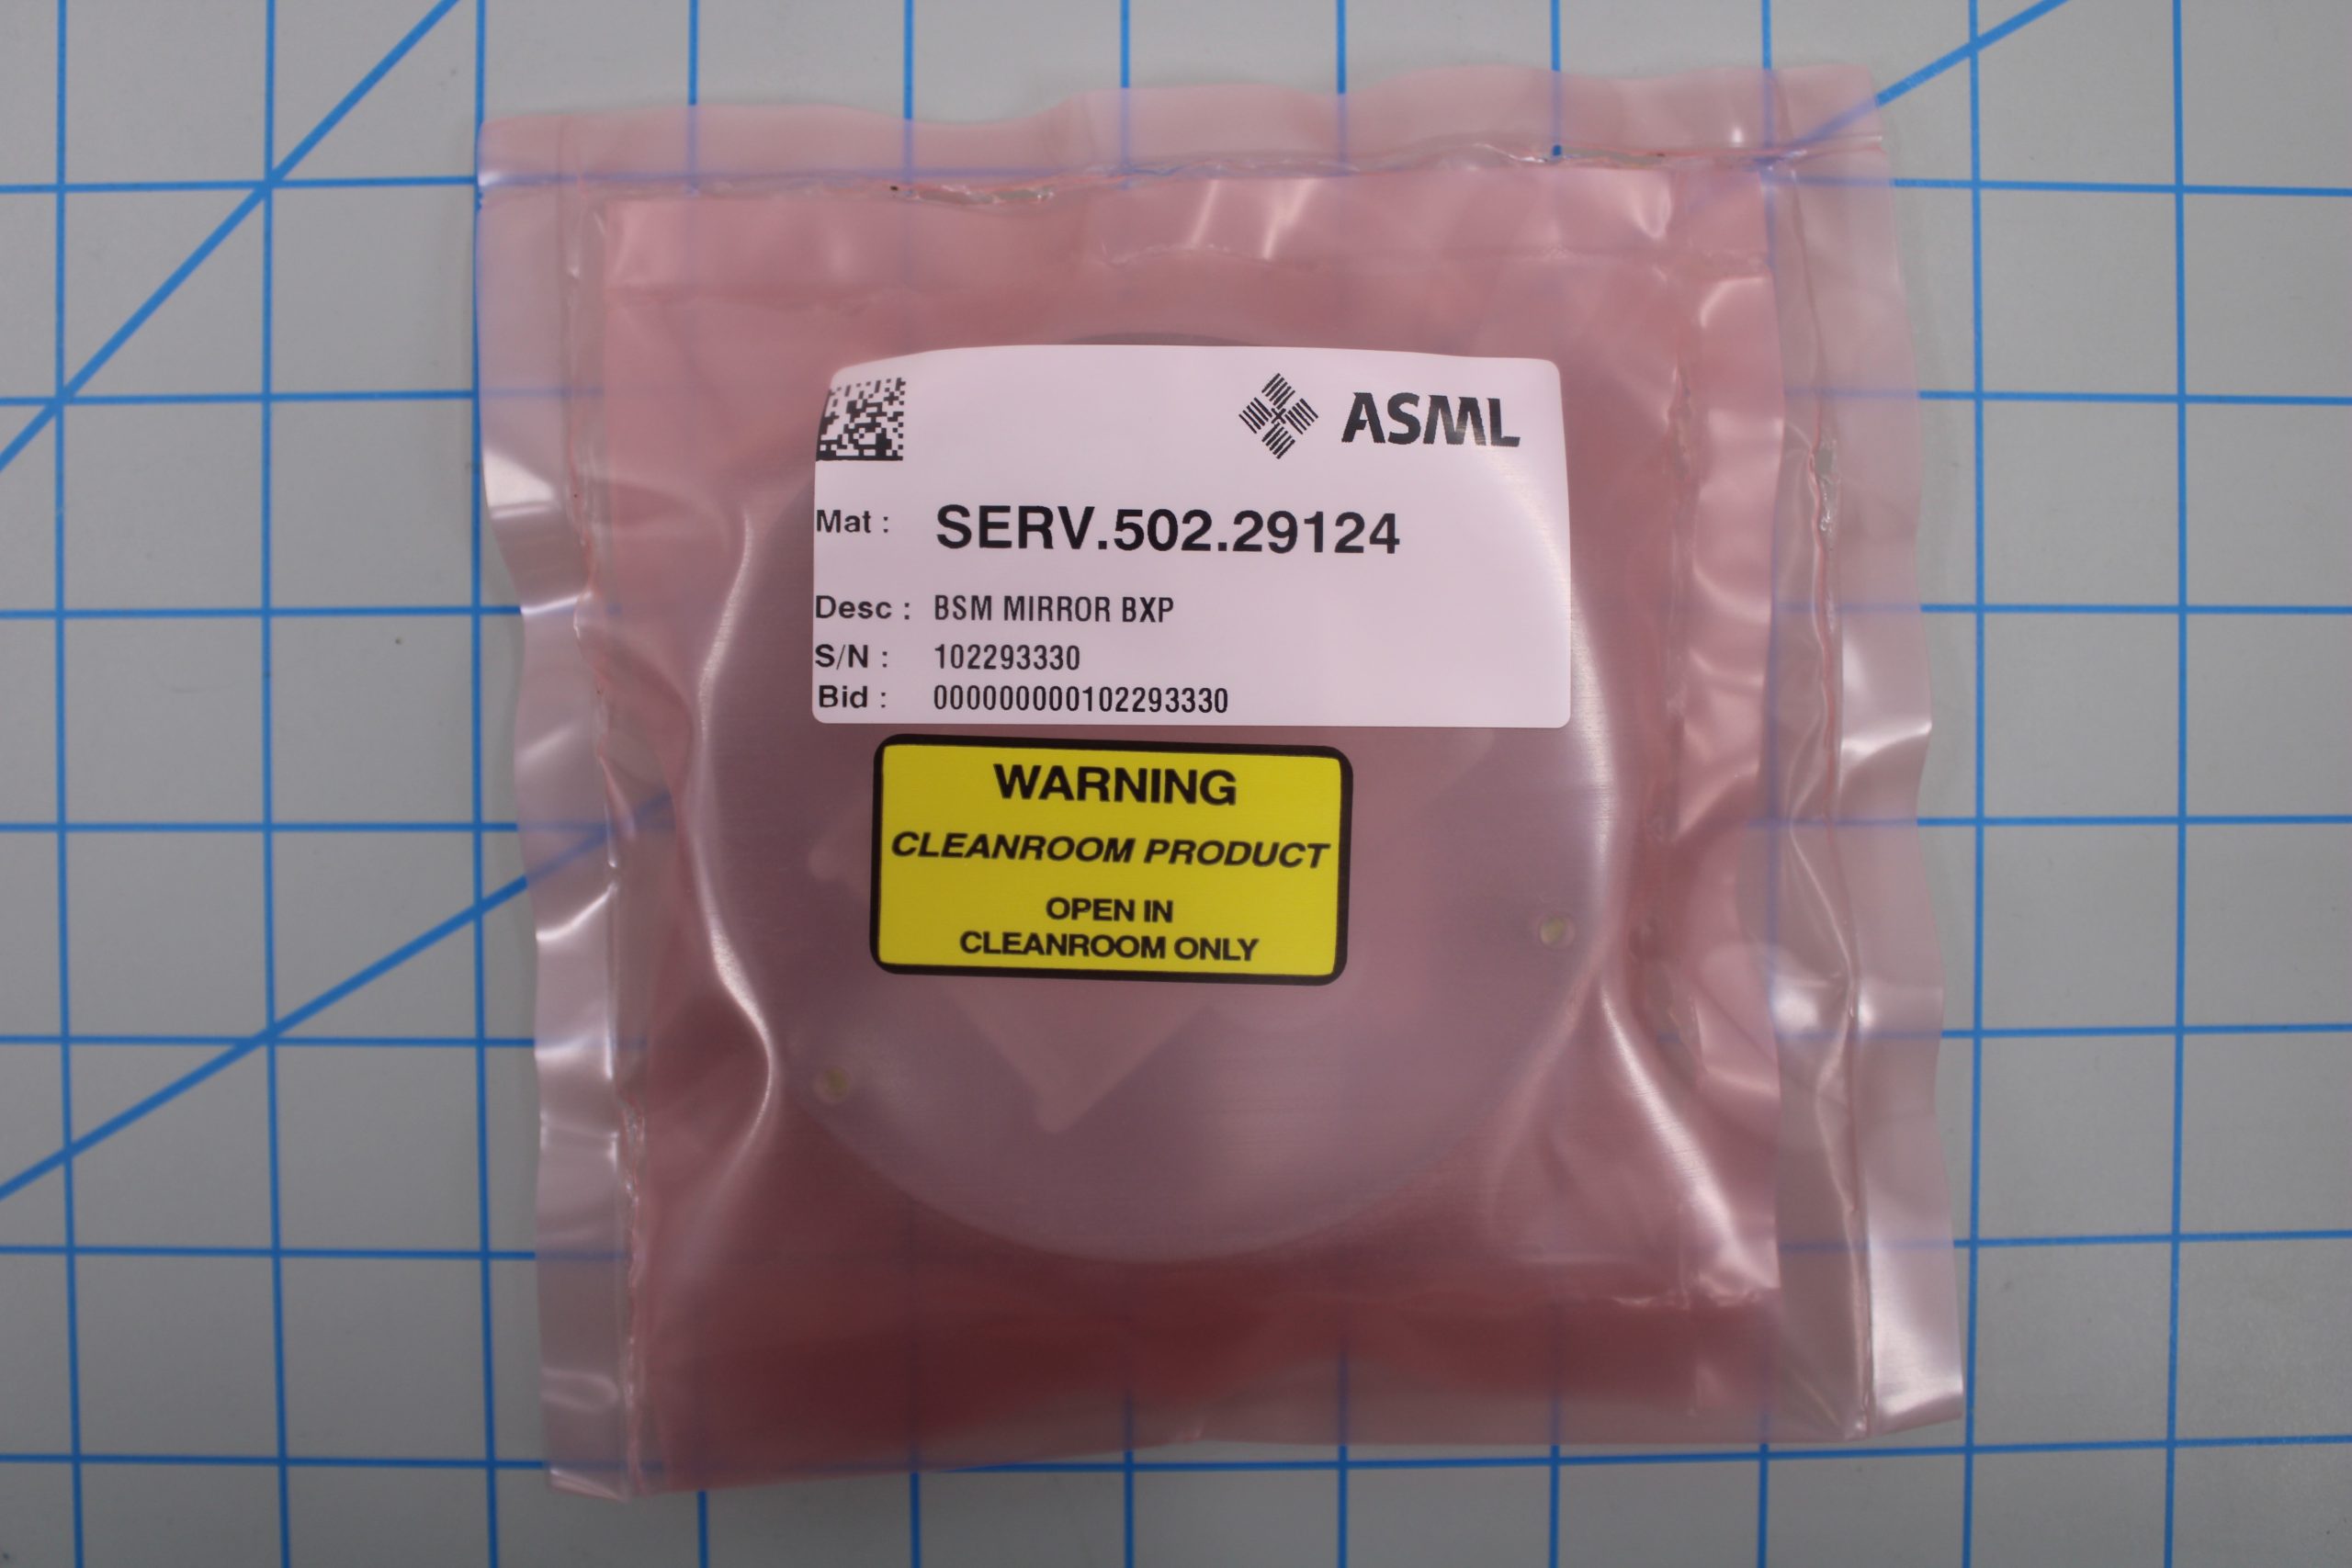 ASML
Mat : SERV.502.29124
Desc : BSM MIRROR BXP
S/N : 102293330
Bid : 000000000102293330
WARNING
CLEANROOM PRODUCT
OPEN IN
CLEANROOM ONLY